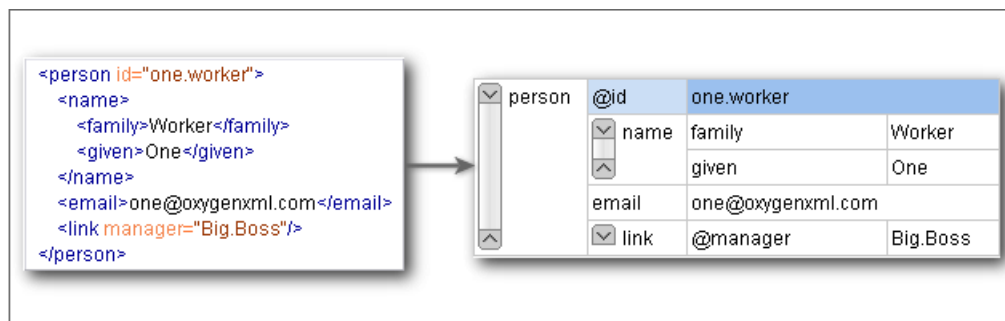 <person id="one.worker">
<name>
<family>Worker</family>
<given>One</given>
</name>
<email>one@oxygenxml.com</email>
<link manager="Big.Boss"/>
</person>
person @id one.worker
name family Worker
given One
email one@oxygenxml.com
link @manager Big.Boss